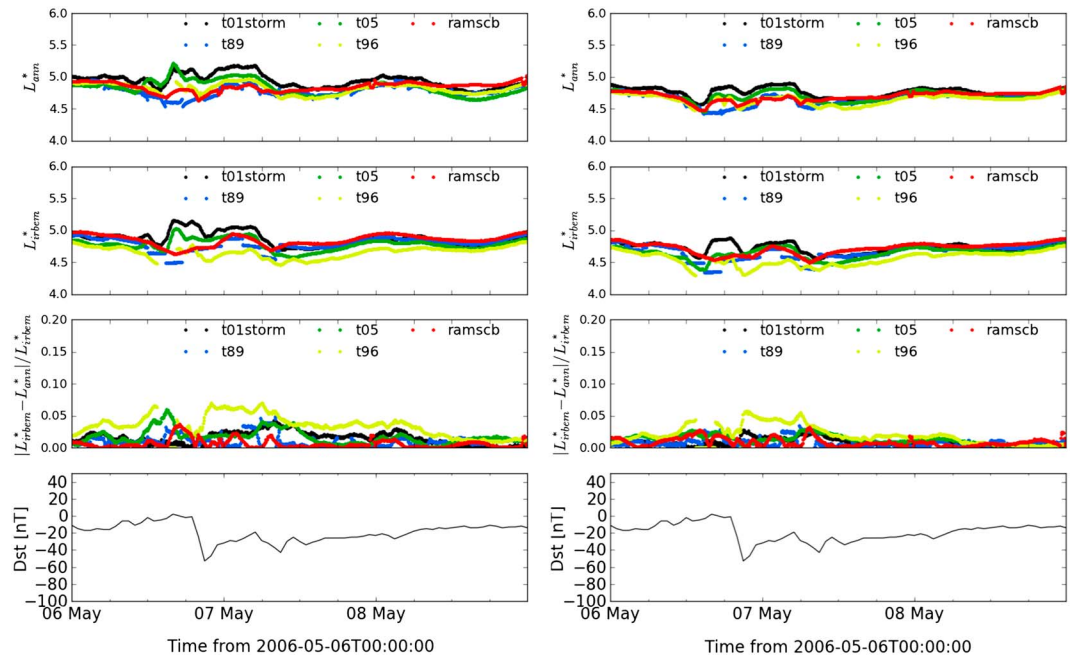 6.0 5.5 5.0 4.5 4.0
L*ann
t01storm t05 ramscb
t89 t96
6.0 5.5 5.0 4.5 4.0
L*ann
t01storm t05 ramscb
t89 t96
6.0 5.5 5.0 4.5 4.0
L*irbem
t01storm t05 ramscb
t89 t96
6.0 5.5 5.0 4.5 4.0
L*irbem
t01storm t05 ramscb
t89 t96
0.20 0.15 0.10 0.05 0.00
|L*irbem−L*ann|/L*irbem
t01storm t05 ramscb
t89 t96
0.20 0.15 0.10 0.05 0.00
|L*irbem−L*ann|/L*irbem
t01storm t05 ramscb
t89 t96
40 20 0 −20 −40 −60 −80 −100
Dst [nT]
06 May 07 May 08 May
Time from 2006-05-06T00:00:00
40 20 0 −20 −40 −60 −80 −100
Dst [nT]
06 May 07 May 08 May
Time from 2006-05-06T00:00:00